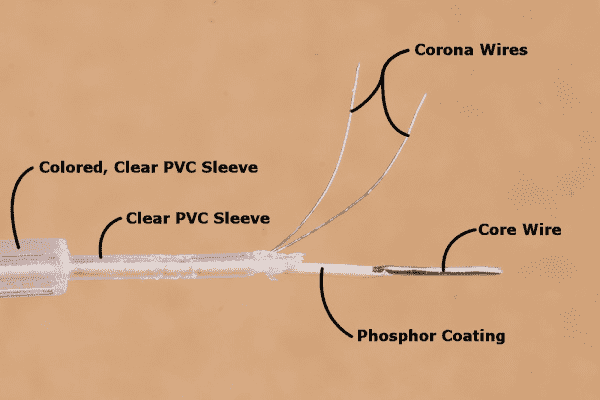 Corona Wires
Colored, Clear PVC Sleeve
Clear PVC Sleeve
Core Wire
Phosphor Coating